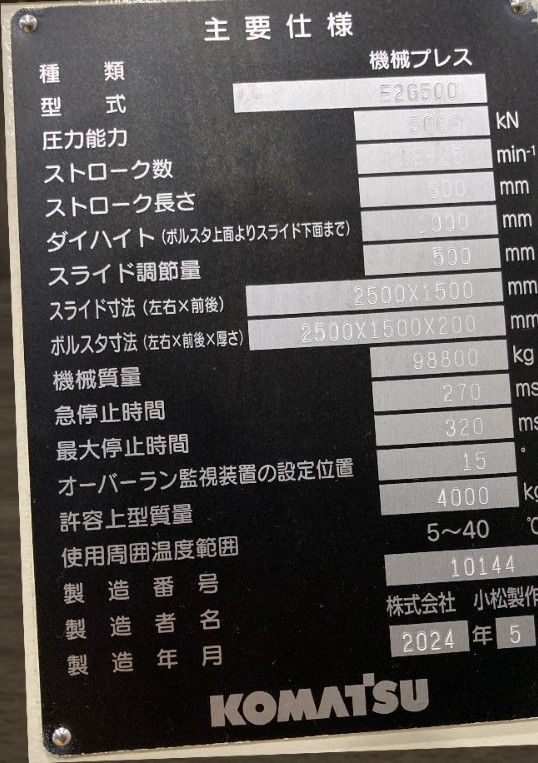 主要仕様
種類 機械プレス
型式 E2G500
圧力能力 kN
ストローク数 12-25 min-1
ストローク長さ 600 mm
ダイハイト(ボルスタ上面よりスライド下面まで) 1000 mm
スライド調節量 500 mm
スライド寸法(左右×前後) 2500X1500 mm
ボルスタ寸法(左右×前後×厚さ) 2500X1500X200 mm
機械質量 98800 kg
急停止時間 270 ms
最大停止時間 320 ms
オーバーラン監視装置の設定位置 15 °
許容上型質量 4000 kg
使用周囲温度範囲 5〜40 ℃
製造番号 10144
製造者名 株式会社 小松製作
製造年月 2024 年 5
KOMATSU